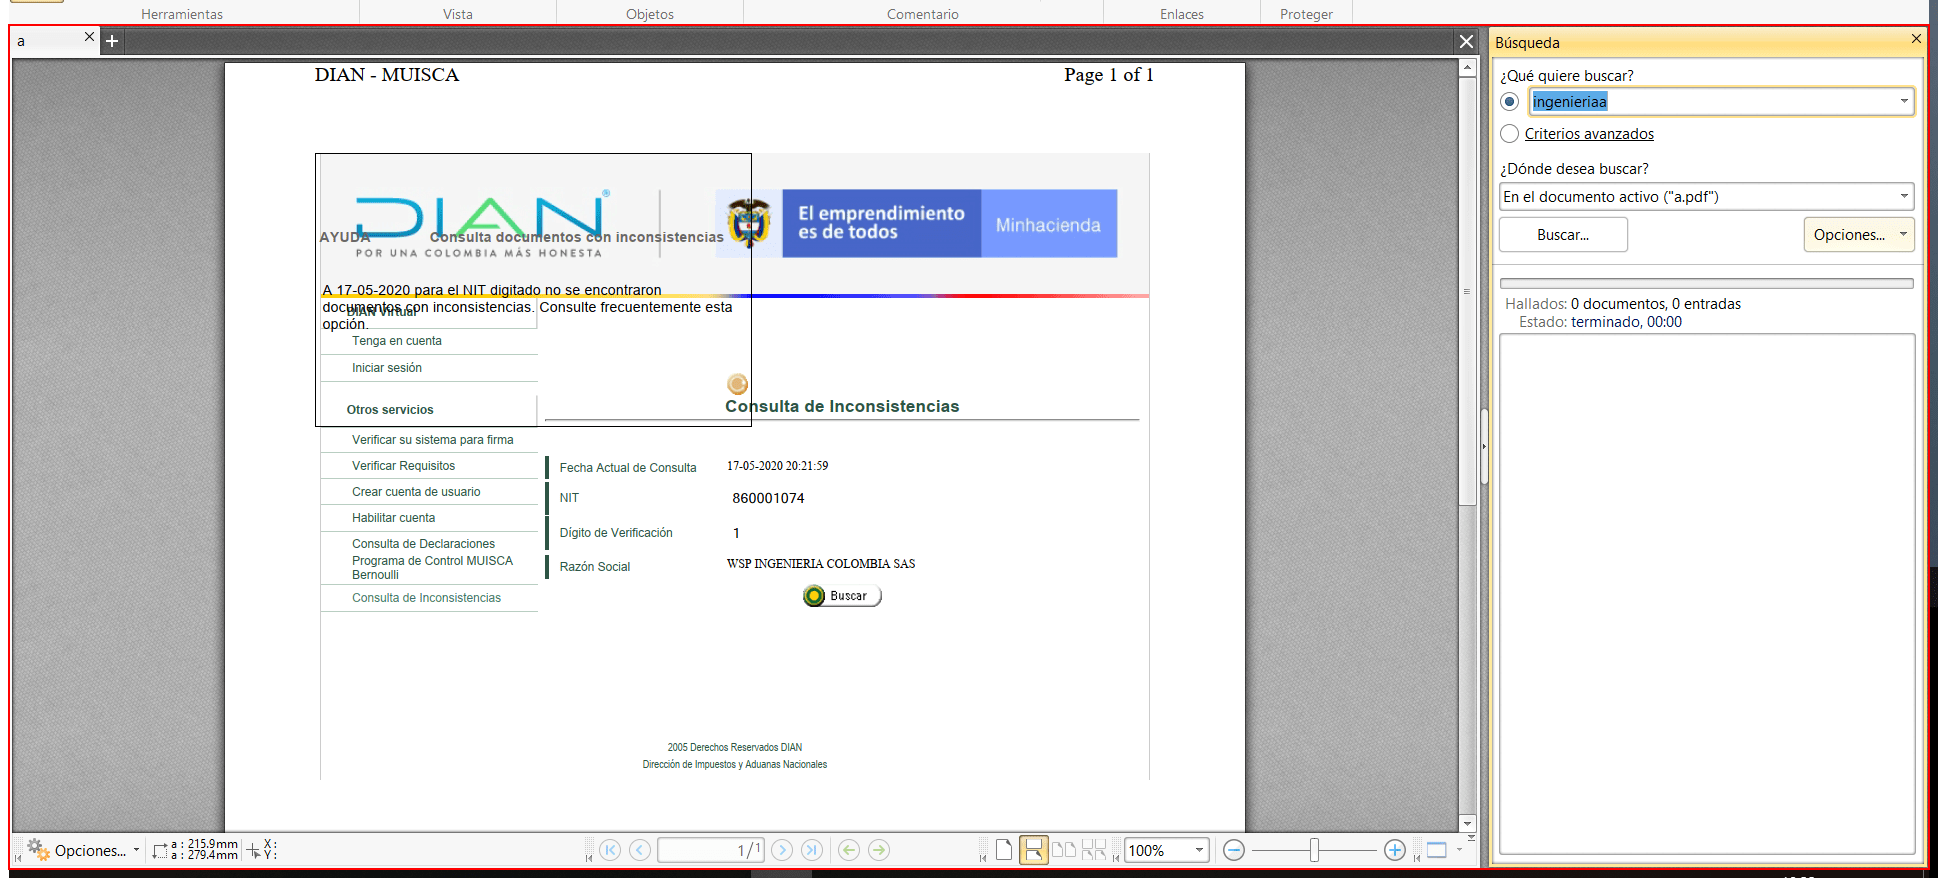 Herramientas
Vista
Objetos
Comentario
Enlaces
Proteger
a
DIAN - MUISCA
Page 1 of 1
DIAN®
POR UNA COLOMBIA MÁS HONESTA
El emprendimiento
es de todos
Minhacienda
AYUDA
Consulta documentos con inconsistencias
A 17-05-2020 para el NIT digitado no se encontraron
documentos con inconsistencias. Consulte frecuentemente esta
opción.
DIAN Virtual
Tenga en cuenta
Iniciar sesión
Otros servicios
Verificar su sistema para firma
Verificar Requisitos
Crear cuenta de usuario
Habilitar cuenta
Consulta de Declaraciones
Programa de Control MUISCA
Bernoulli
Consulta de Inconsistencias
Consulta de Inconsistencias
Fecha Actual de Consulta
17-05-2020 20:21:59
NIT
860001074
Dígito de Verificación
1
Razón Social
WSP INGENIERIA COLOMBIA SAS
Buscar
2005 Derechos Reservados DIAN
Dirección de Impuestos y Aduanas Nacionales
Opciones...
a : 215.9mm
a : 279.4mm
X:
Y:
1/1
100%
Búsqueda
¿Qué quiere buscar?
ingenieriaa
Criterios avanzados
¿Dónde desea buscar?
En el documento activo ("a.pdf")
Buscar...
Opciones...
Hallados: 0 documentos, 0 entradas
Estado: terminado, 00:00